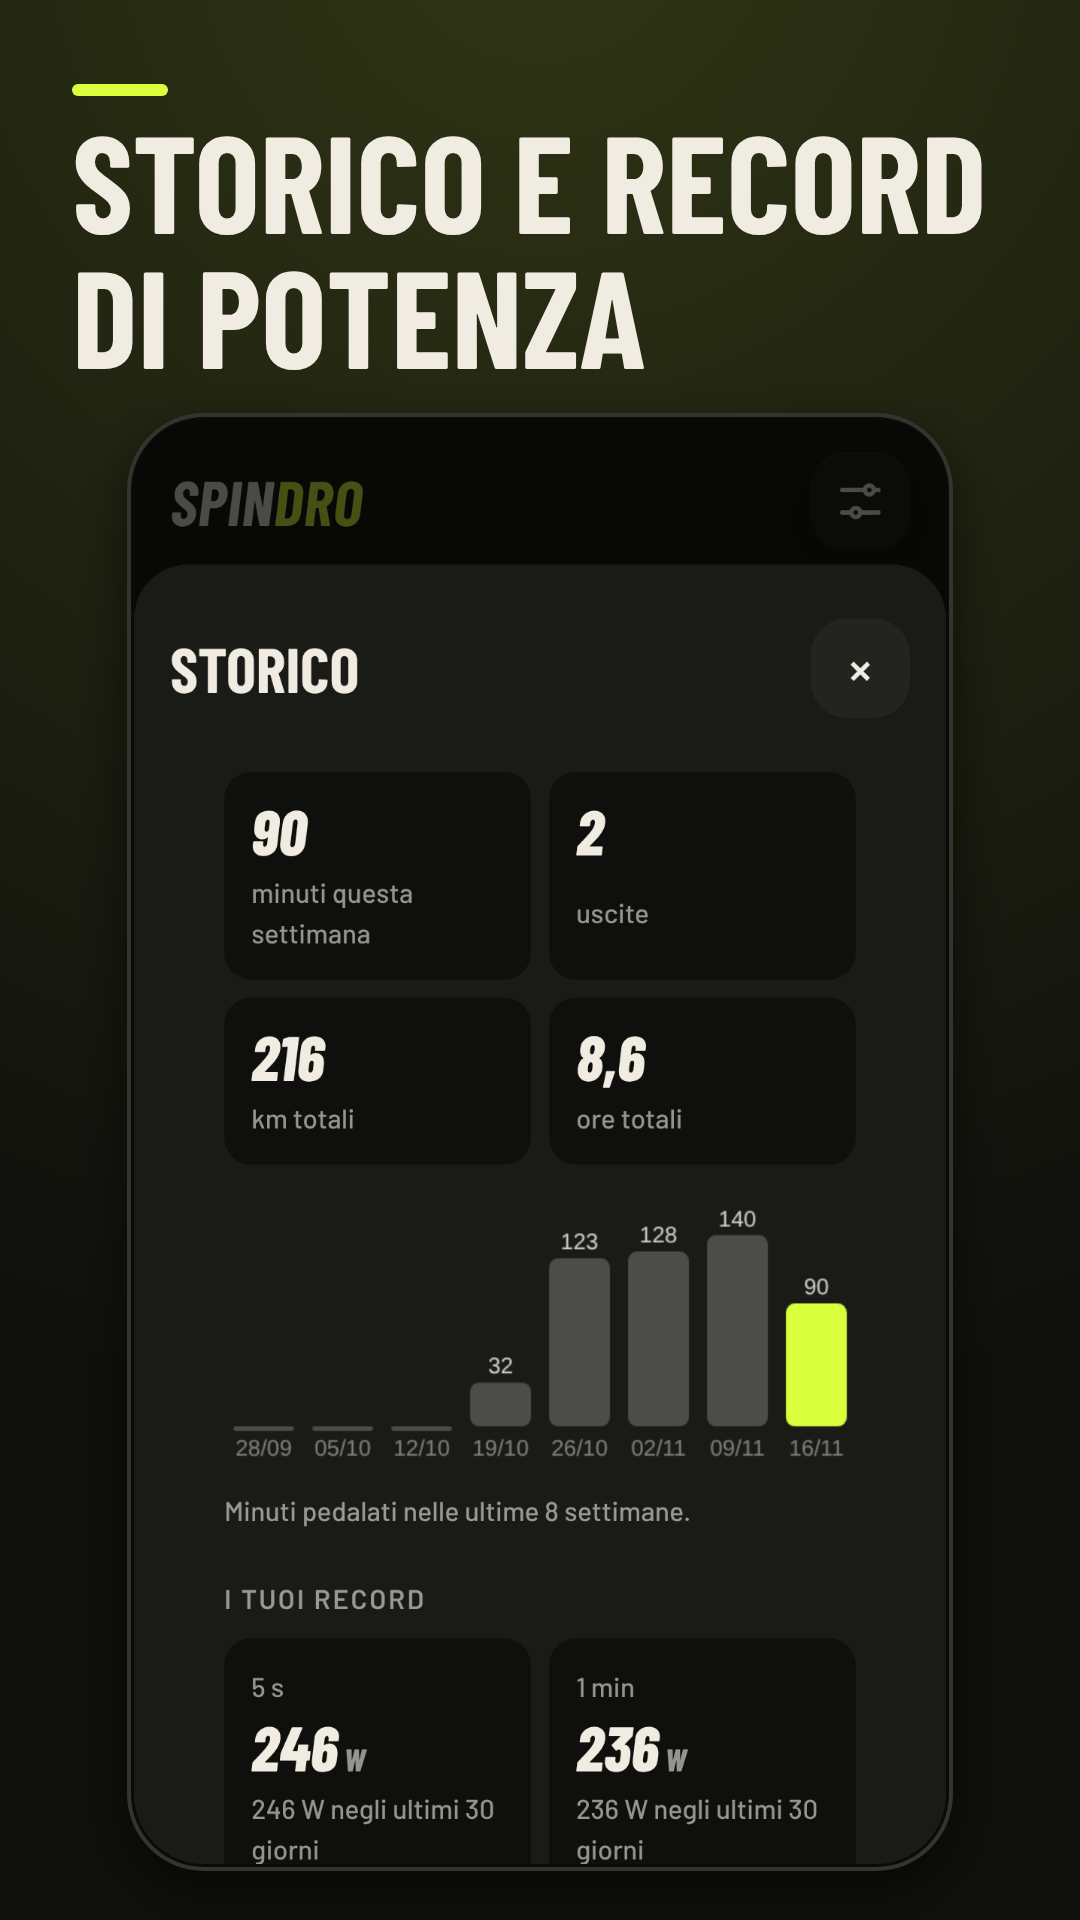 STORICO E RECORD
DI POTENZA
SPINDRO
STORICO
×
90
minuti questa
settimana
2
uscite
216
km totali
8,6
ore totali
32
123
128
140
90
28/09 05/10 12/10 19/10 26/10 02/11 09/11 16/11
Minuti pedalati nelle ultime 8 settimane.
I TUOI RECORD
5 s
246 W
246 W negli ultimi 30
giorni
1 min
236 W
236 W negli ultimi 30
giorni